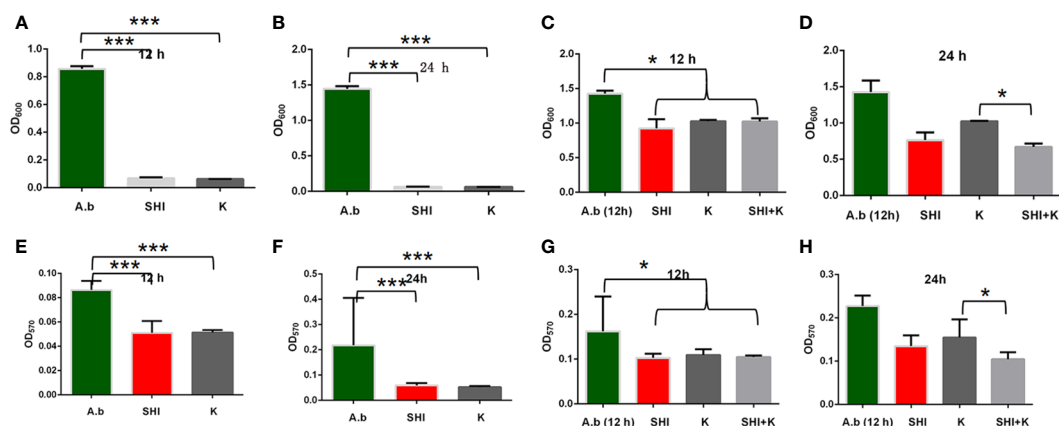 A
***
***
12 h
OD600
1.0
0.8
0.6
0.4
0.2
0.0
A.b SHI K
B
***
***
24 h
OD600
2.0
1.5
1.0
0.5
0.0
A.b SHI K
C
* 12 h
OD600
2.0
1.5
1.0
0.5
0.0
A.b (12h) SHI K SHI+K
D
24 h
*
OD600
2.0
1.5
1.0
0.5
0.0
A.b (12h) SHI K SHI+K
E
***
***
12 h
OD570
0.10
0.08
0.06
0.04
0.02
0.00
A.b SHI K
F
***
24h
***
OD570
0.5
0.4
0.3
0.2
0.1
0.0
A.b SHI K
G
12h
*
OD570
0.3
0.2
0.1
0.0
A.b (12 h) SHI K SHI+K
H
24h
*
OD570
0.3
0.2
0.1
0.0
A.b (12 h) SHI K SHI+K